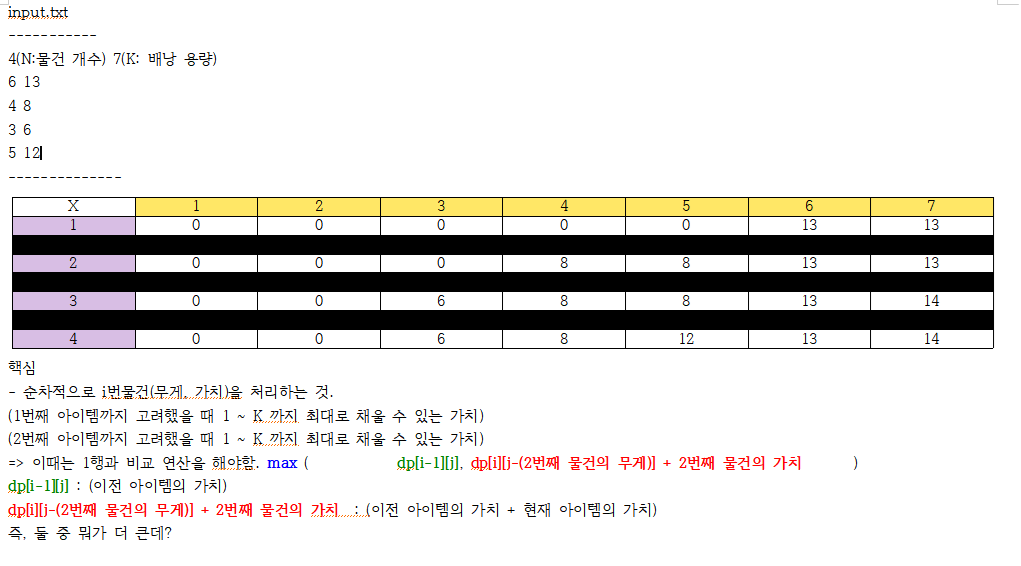 input.txt
-----------
4(N:물건 개수) 7(K: 배낭 용량)
6 13
4 8
3 6
5 12
--------------
X 1 2 3 4 5 6 7
1 0 0 0 0 0 13 13
2 0 0 0 8 8 13 13
3 0 0 6 8 8 13 14
4 0 0 6 8 12 13 14
핵심
- 순차적으로 i번물건(무게, 가치)을 처리하는 것.
(1번째 아이템까지 고려했을 때 1 ~ K 까지 최대로 채울 수 있는 가치)
(2번째 아이템까지 고려했을 때 1 ~ K 까지 최대로 채울 수 있는 가치)
=> 이때는 1행과 비교 연산을 해야함. max ( dp[i-1][j], dp[i][j-(2번째 물건의 무게)] + 2번째 물건의 가치 )
dp[i-1][j] : (이전 아이템의 가치)
dp[i][j-(2번째 물건의 무게)] + 2번째 물건의 가치 : (이전 아이템의 가치 + 현재 아이템의 가치)
즉, 둘 중 뭐가 더 큰데?